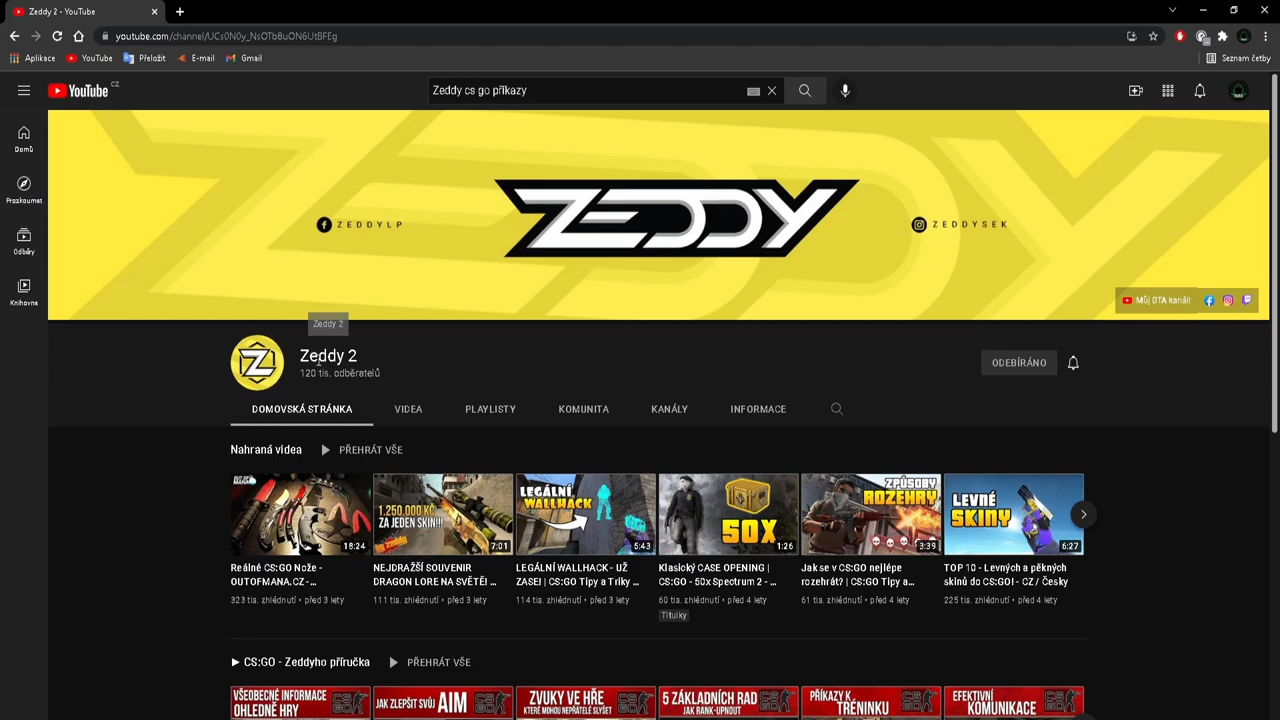 Zeddy 2 - YouTube
youtube.com/channel/
Aplikace YouTube Přeložit E-mail Gmail Seznam četby
YouTube CZ
Zeddy cs go příkazy
Domů
Prozkoumat
Odběry
Knihovna
ZEDDYLP
ZEDDY
ZEDDYSEK
Můj GTA kanál!
Zeddy 2
Zeddy 2
120 tis. odběratelů
ODEBÍRÁNO
DOMOVSKÁ STRÁNKA VIDEA PLAYLISTY KOMUNITA KANÁLY INFORMACE
Nahraná videa PŘEHRÁT VŠE
18:24
Reálné CS:GO Nože -
OUTOFMANA.CZ -...
323 tis. zhlédnutí • před 3 lety
1.250.000 KČ
ZA JEDEN SKIN!!!
7:01
NEJDRAŽŠÍ SOUVENIR
DRAGON LORE NA SVĚTĚ! ...
111 tis. zhlédnutí • před 3 lety
LEGÁLNÍ
WALLHACK
5:43
LEGÁLNÍ WALLHACK - UŽ
ZASE! | CS:GO Tipy a Triky ...
114 tis. zhlédnutí • před 3 lety
50X
1:26
Klasický CASE OPENING |
CS:GO - 50x Spectrum 2 - ...
60 tis. zhlédnutí • před 4 lety
Titulky
ZPŮSOBY
ROZEHRY
3:39
Jak se v CS:GO nejlépe
rozehrát? | CS:GO Tipy a...
61 tis. zhlédnutí • před 4 lety
LEVNÉ
SKINY
6:27
TOP 10 - Levných a pěkných
skinů do CS:GO! - CZ / Česky
225 tis. zhlédnutí • před 4 lety
CS:GO - Zeddyho příručka PŘEHRÁT VŠE
VŠEOBECNÉ INFORMACE
OHLEDNĚ HRY
JAK ZLEPŠIT SVŮJ AIM
ZVUKY VE HŘE
KTERÉ MOHOU NEPŘÁTELÉ SLYŠET
5 ZÁKLADNÍCH RAD
JAK RANK-UPNOUT
PŘÍKAZY K
TRÉNINKU
EFEKTIVNÍ
KOMUNIKACE